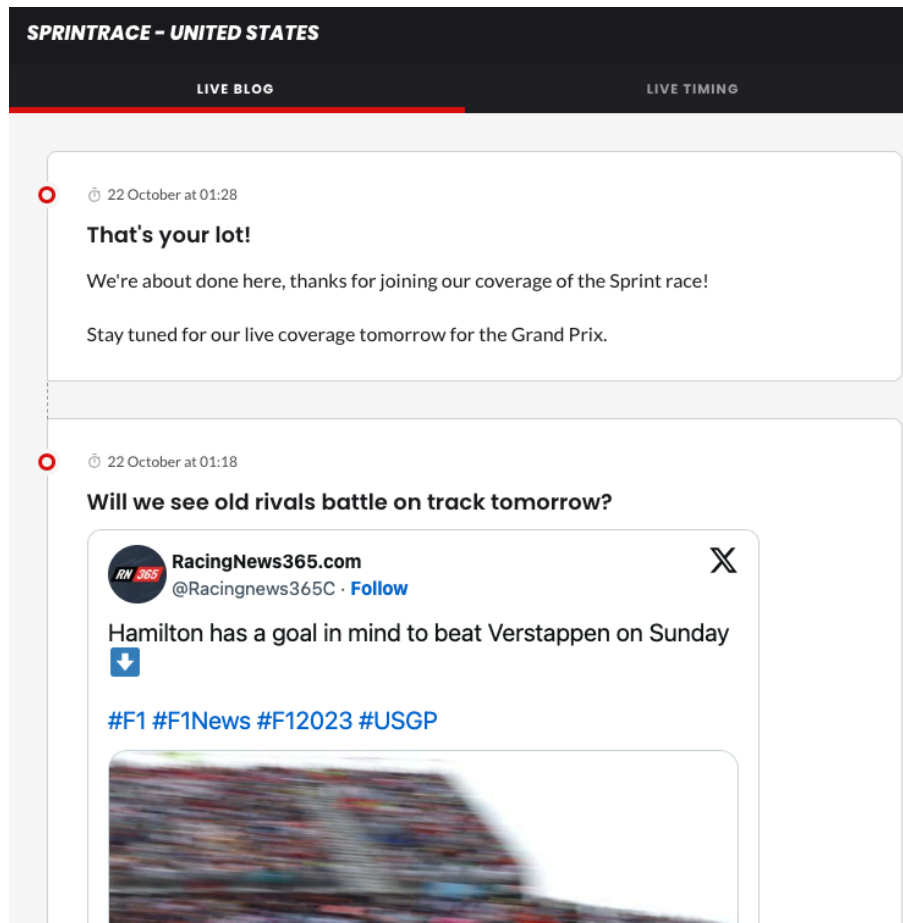 SPRINTRACE – UNITED STATES
LIVE BLOG
LIVE TIMING
22 October at 01:28
That's your lot!
We're about done here, thanks for joining our coverage of the Sprint race!
Stay tuned for our live coverage tomorrow for the Grand Prix.
22 October at 01:18
Will we see old rivals battle on track tomorrow?
RN 365
RacingNews365.com
@Racingnews365C · Follow
Hamilton has a goal in mind to beat Verstappen on Sunday
#F1 #F1News #F12023 #USGP